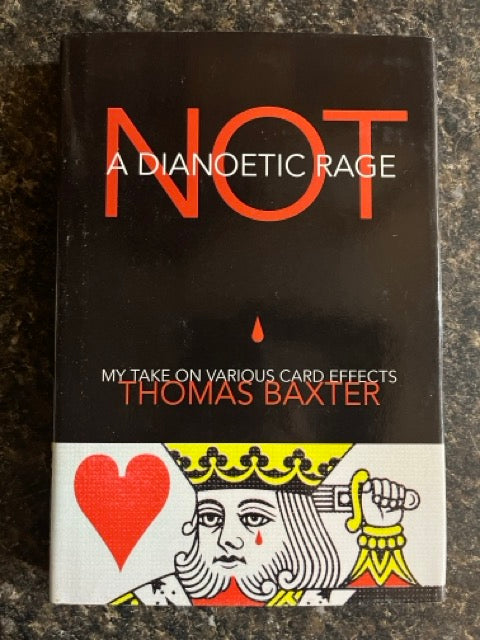 NOT
A DIANOETIC RAGE
MY TAKE ON VARIOUS CARD EFFECTS
THOMAS BAXTER